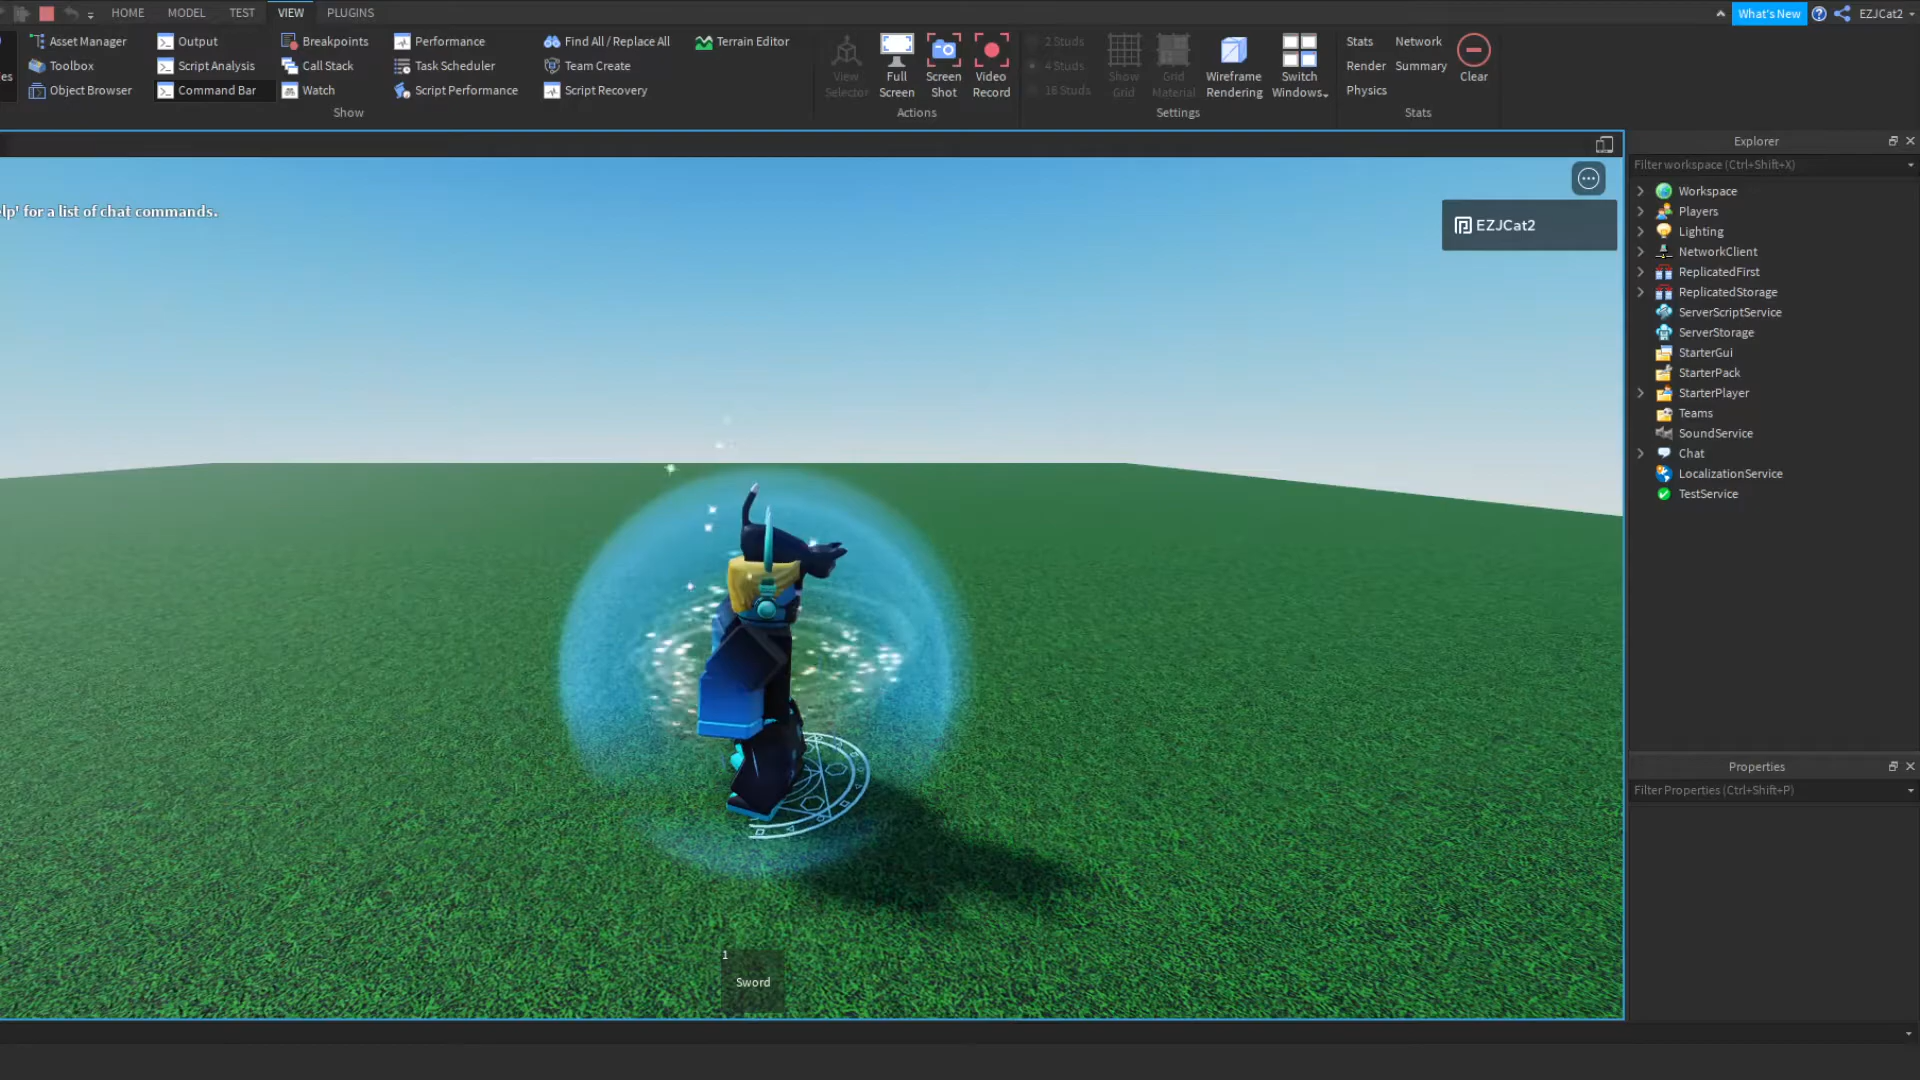 HOME MODEL TEST VIEW PLUGINS What's New EZJCat2
Asset Manager Output Breakpoints Performance Find All / Replace All Terrain Editor 2 Studs Stats Network
Toolbox Script Analysis Call Stack Task Scheduler Team Create 4 Studs Render Summary
Object Browser Command Bar Watch Script Performance Script Recovery 16 Studs Physics
View Selector Full Screen Screen Shot Video Record Show Grid Grid Material Wireframe Rendering Switch Windows Clear
Show Actions Settings Stats
Explorer
Filter workspace (Ctrl+Shift+X)
Workspace
Players
Lighting
NetworkClient
ReplicatedFirst
ReplicatedStorage
ServerScriptService
ServerStorage
StarterGui
StarterPack
StarterPlayer
Teams
SoundService
Chat
LocalizationService
TestService
lp' for a list of chat commands.
EZJCat2
1
Sword
Properties
Filter Properties (Ctrl+Shift+P)